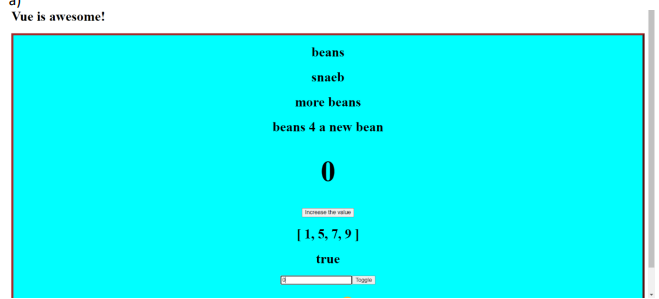 a)
Vue is awesome!
beans
snaeb
more beans
beans 4 a new bean
0
Increase the value
[ 1, 5, 7, 9 ]
true
0 Toggle